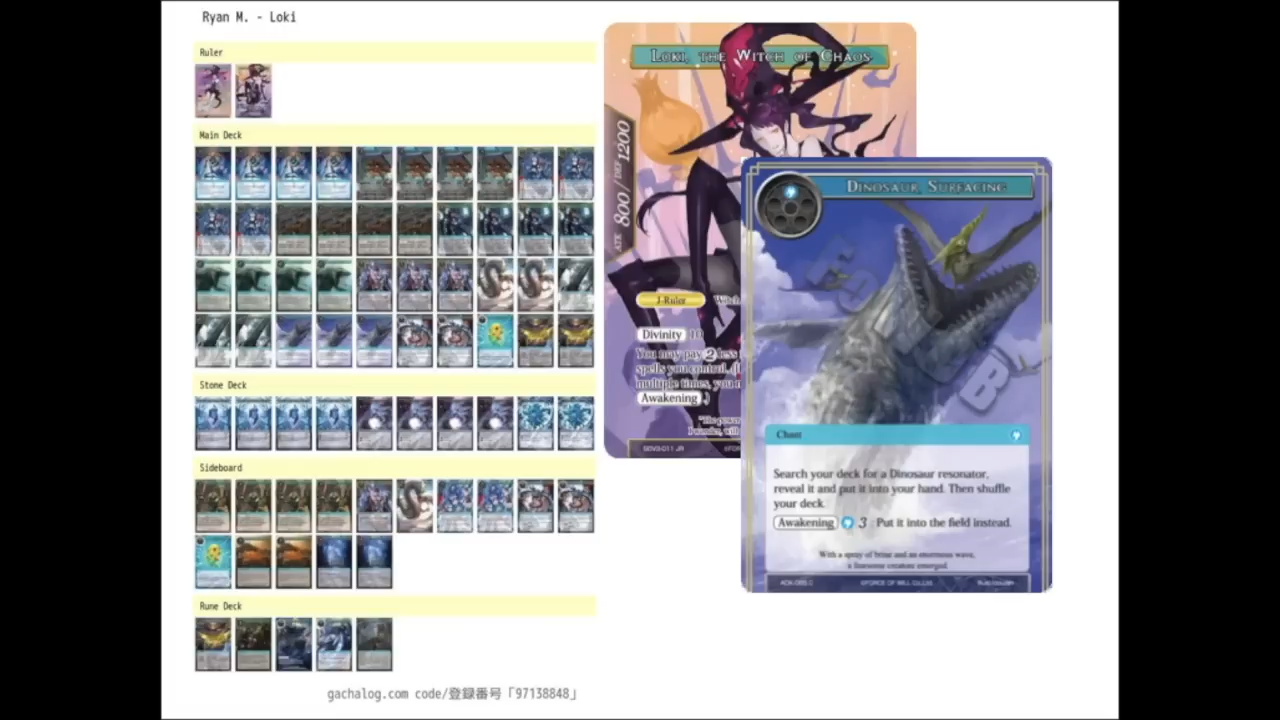 Ryan M. - Loki
Ruler
Main Deck
Stone Deck
Sideboard
Rune Deck
gachalog.com code/登録番号「97138848」
LOKI, THE WITCH OF CHAOS
ATK 800 / DEF 1200
J-Ruler
Divinity
You may pay 2 less
spells you control.
multiple times, you
Awakening
DINOSAUR, SURFACING
Chant
Search your deck for a Dinosaur resonator,
reveal it and put it into your hand. Then shuffle
your deck.
Awakening 3 : Put it into the field instead.
With a spray of brine and an enormous wave,
a fearsome creature emerged.